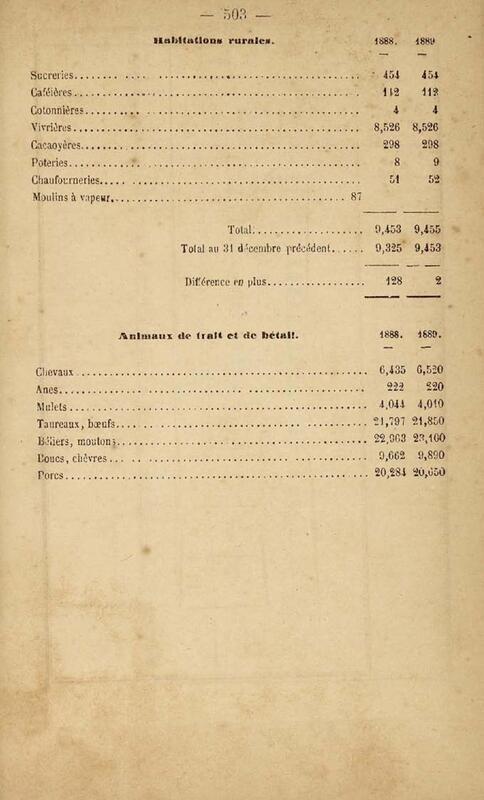 — 503 —
Habitations rurales. 1888. 1889
Sucreries 454 454
Caféières 112 112
Cotonnières 4 4
Vivrières 8,526 8,526
Cacaoyères 298 298
Poteries 8 9
Chaufourneries 51 52
Moulins à vapeur 87
Total 9,453 9,455
Total au 31 décembre précédent 9,325 9,453
Différence en plus 128 2
Animaux de trait et de bétail. 1888. 1889.
Chevaux 6,435 6,520
Anes 222 220
Mulets 4,044 4,010
Taureaux, bœufs 21,797 21,850
Béliers, moutons 22,963 23,100
Boucs, chèvres 9,662 9,890
Porcs 20,284 20,650